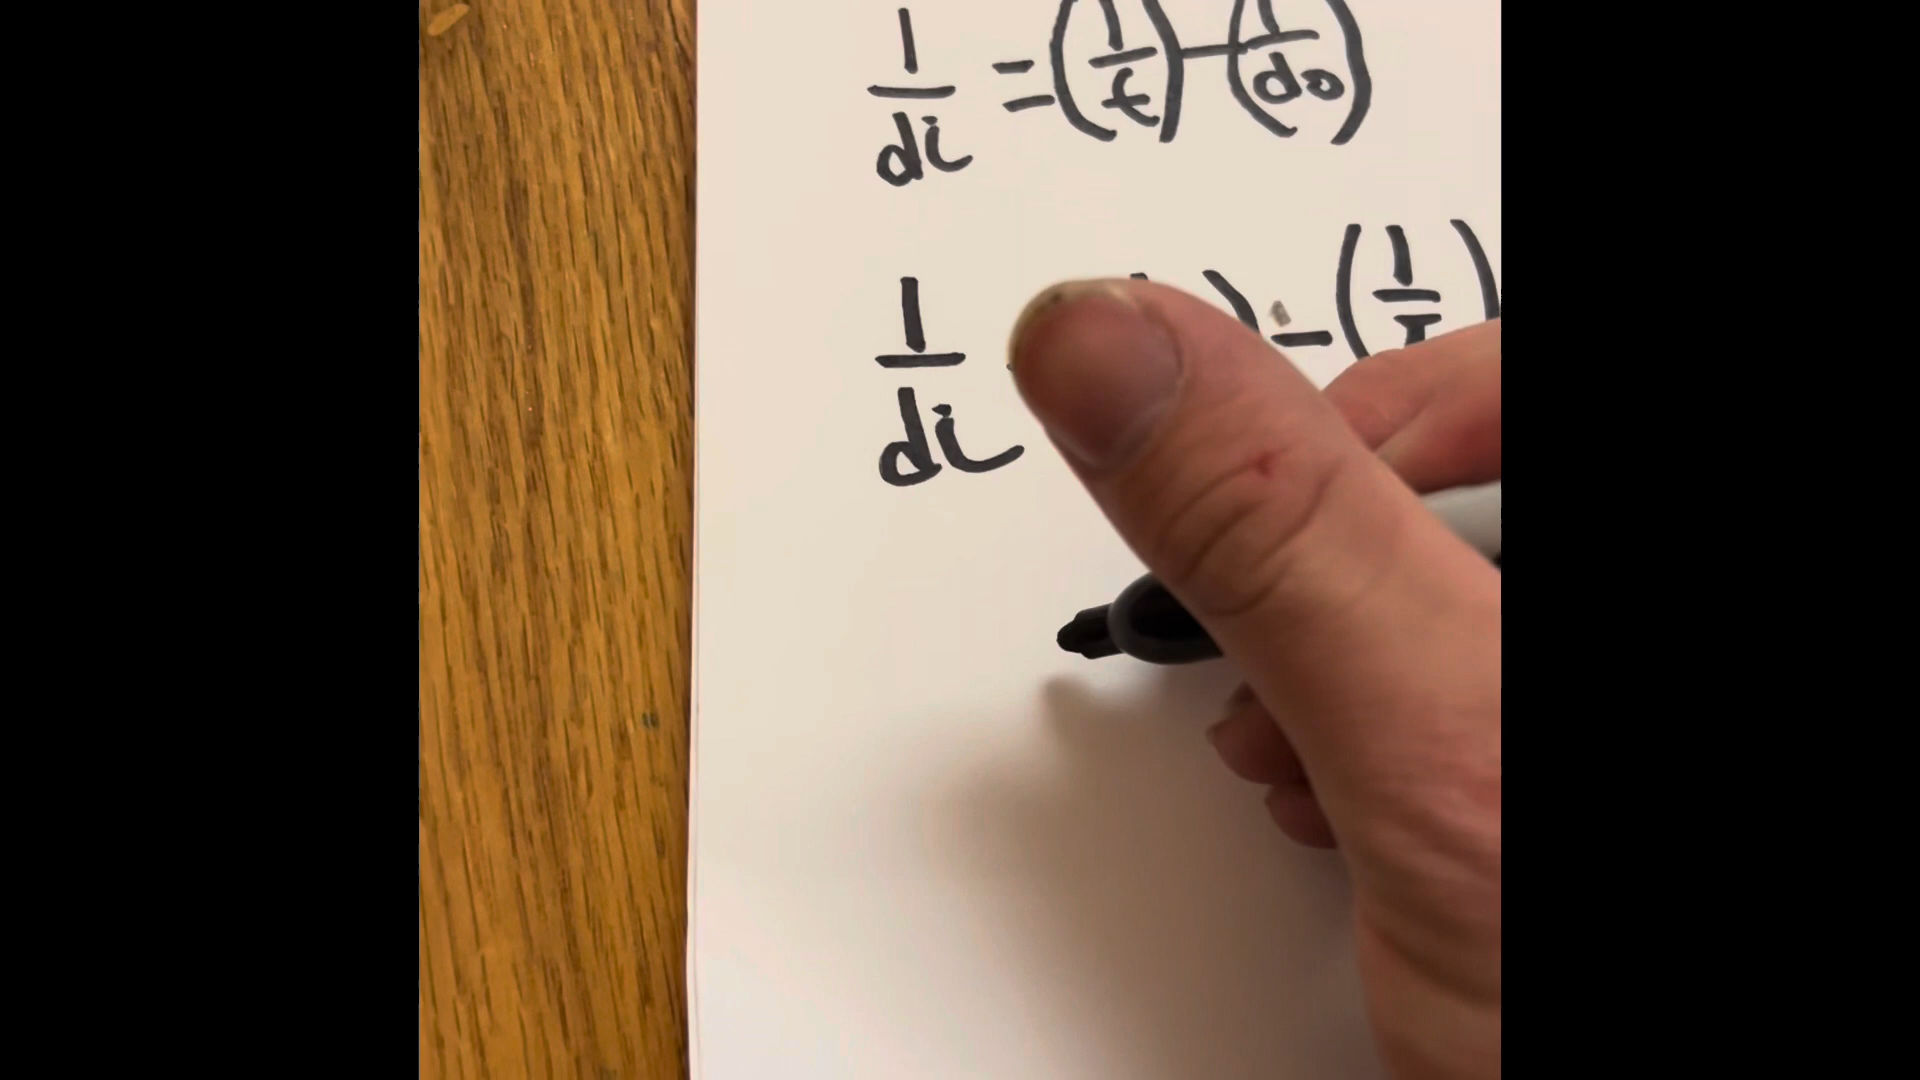 1/di = (1/f) - (1/do)
1/di ) - (1/